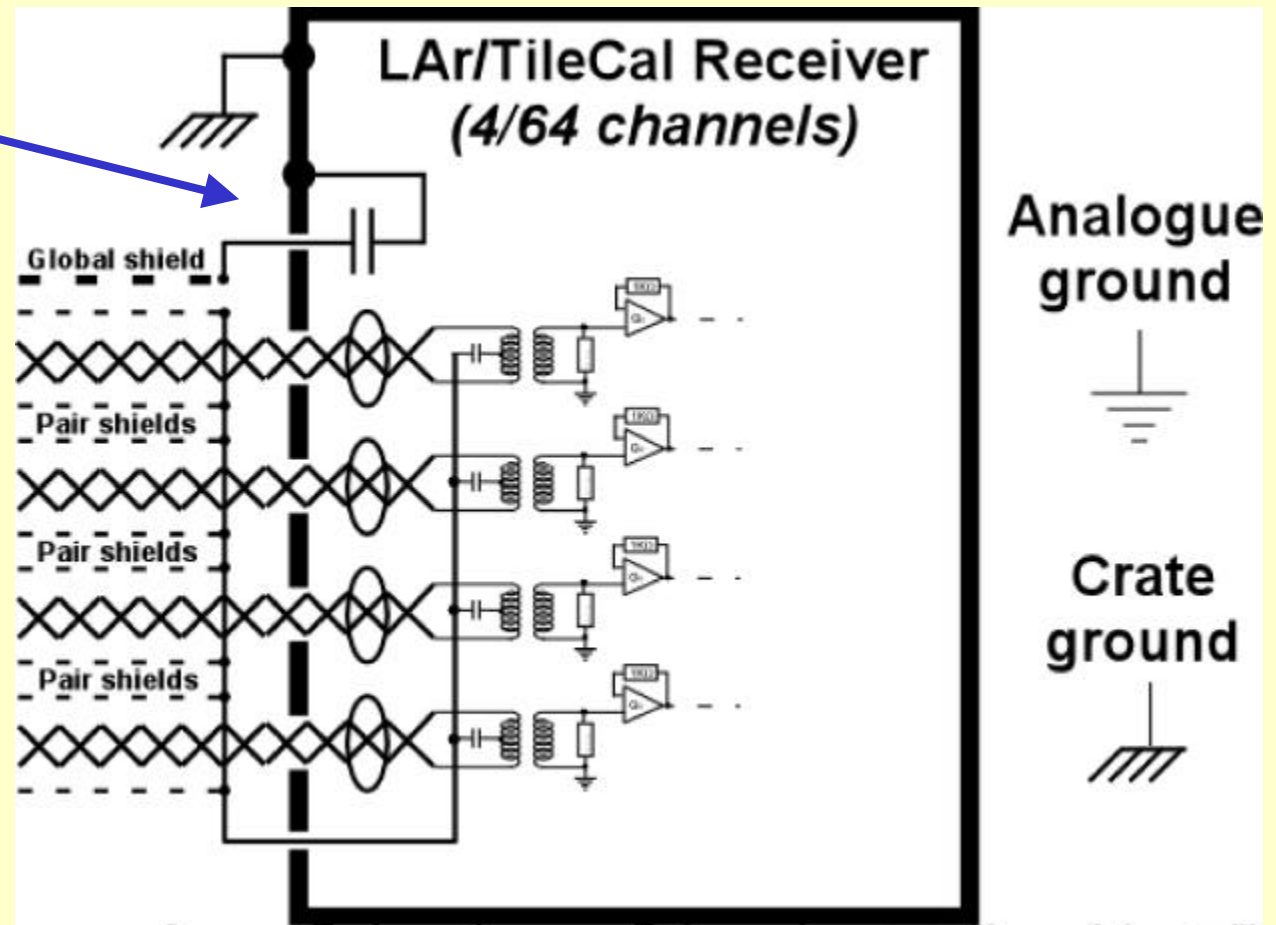 LAr/TileCal Receiver
(4/64 channels)
Global shield
Pair shields
Pair shields
Pair shields
Analogue
ground
Crate
ground